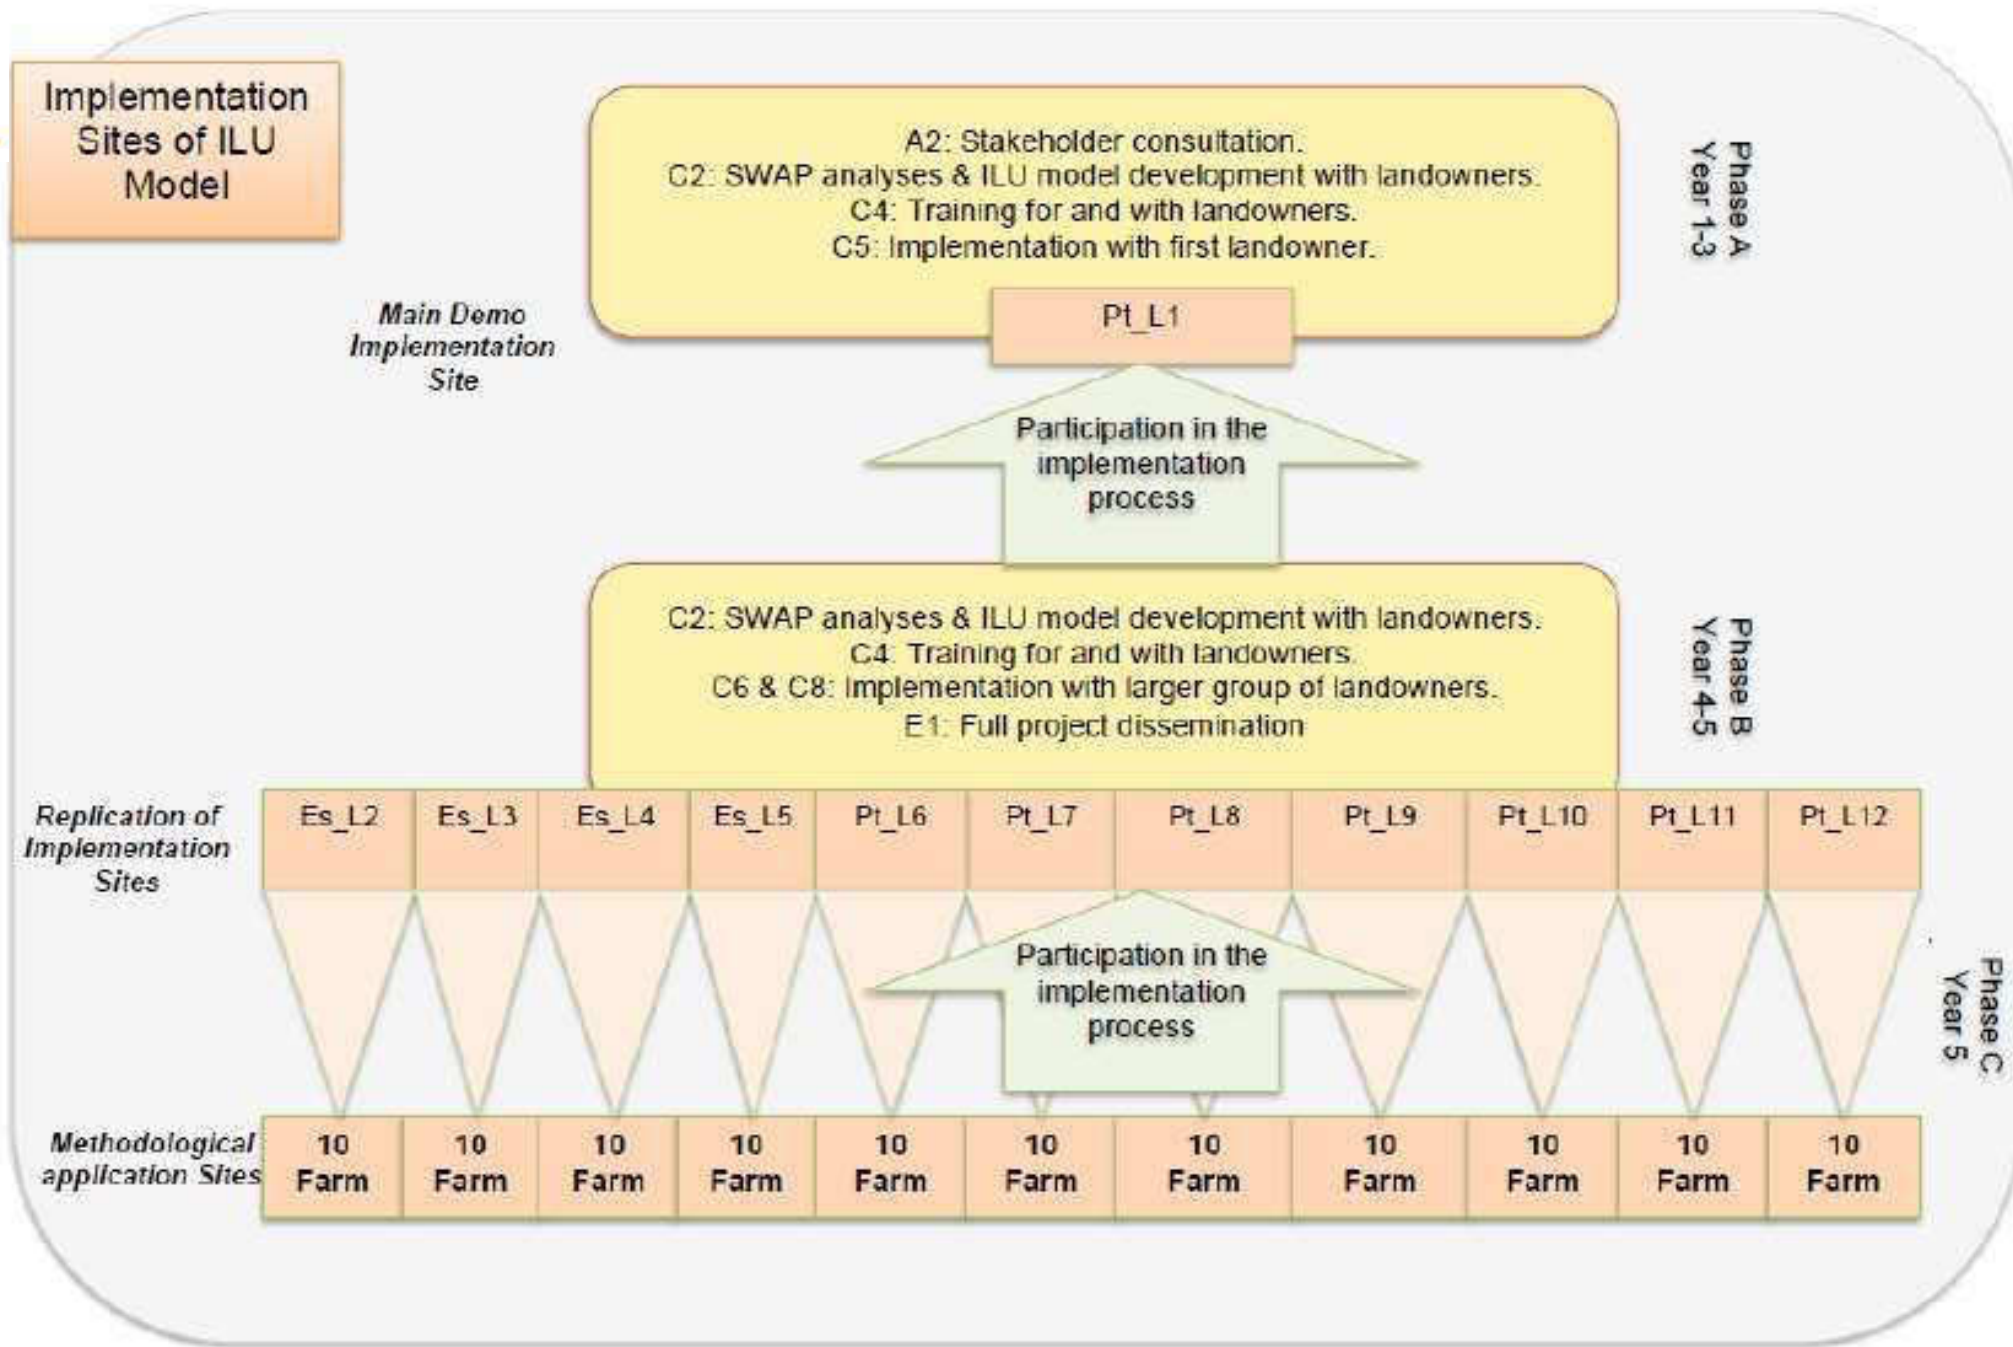 Implementation
Sites of ILU
Model
A2: Stakeholder consultation.
C2: SWAP analyses & ILU model development with landowners.
C4: Training for and with landowners.
C5: Implementation with first landowner.
Phase A
Year 1-3
Main Demo
Implementation
Site
Pt_L1
Participation in the
implementation
process
C2: SWAP analyses & ILU model development with landowners.
C4: Training for and with landowners.
C6 & C8: Implementation with larger group of landowners.
E1: Full project dissemination
Phase B
Year 4-5
Replication of
Implementation
Sites
Es_L2 Es_L3 Es_L4 Es_L5 Pt_L6 Pt_L7 Pt_L8 Pt_L9 Pt_L10 Pt_L11 Pt_L12
Participation in the
implementation
process
Phase C
Year 5
Methodological
application Sites
10 10 10 10 10 10 10 10 10 10 10
Farm Farm Farm Farm Farm Farm Farm Farm Farm Farm Farm